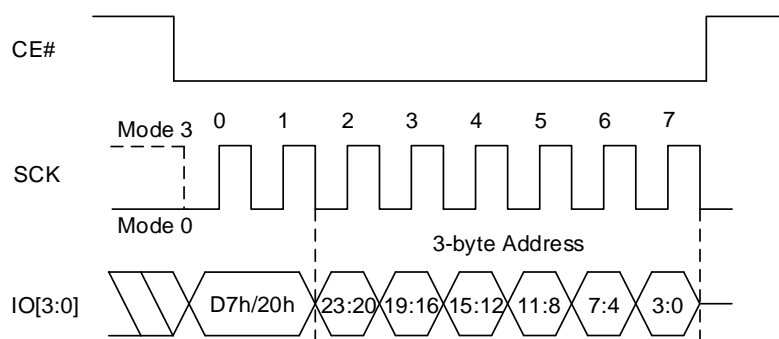 CE#
Mode 3
0 1 2 3 4 5 6 7
SCK
Mode 0
3-byte Address
IO[3:0]
D7h/20h 23:20 19:16 15:12 11:8 7:4 3:0